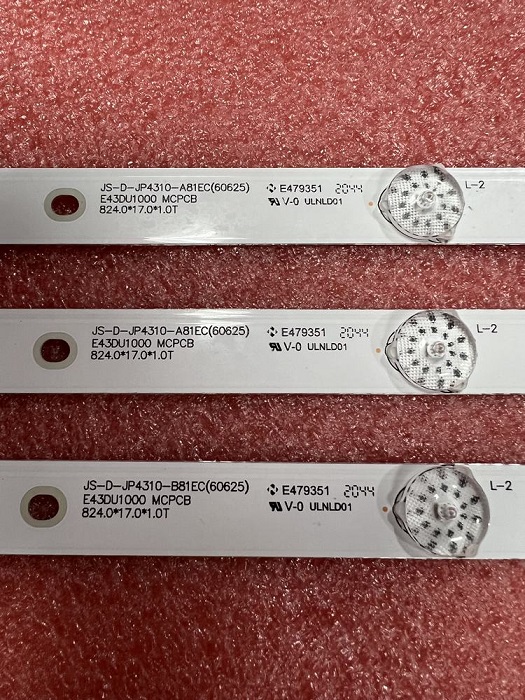 JS-D-JP4310-A81EC(60625) E479351 2044 L-2
E43DU1000 MCPCB V-0 ULNLD01
824.0*17.0*1.0T
JS-D-JP4310-A81EC(60625) E479351 2044 L-2
E43DU1000 MCPCB V-0 ULNLD01
824.0*17.0*1.0T
JS-D-JP4310-B81EC(60625) E479351 2044 L-2
E43DU1000 MCPCB V-0 ULNLD01
824.0*17.0*1.0T